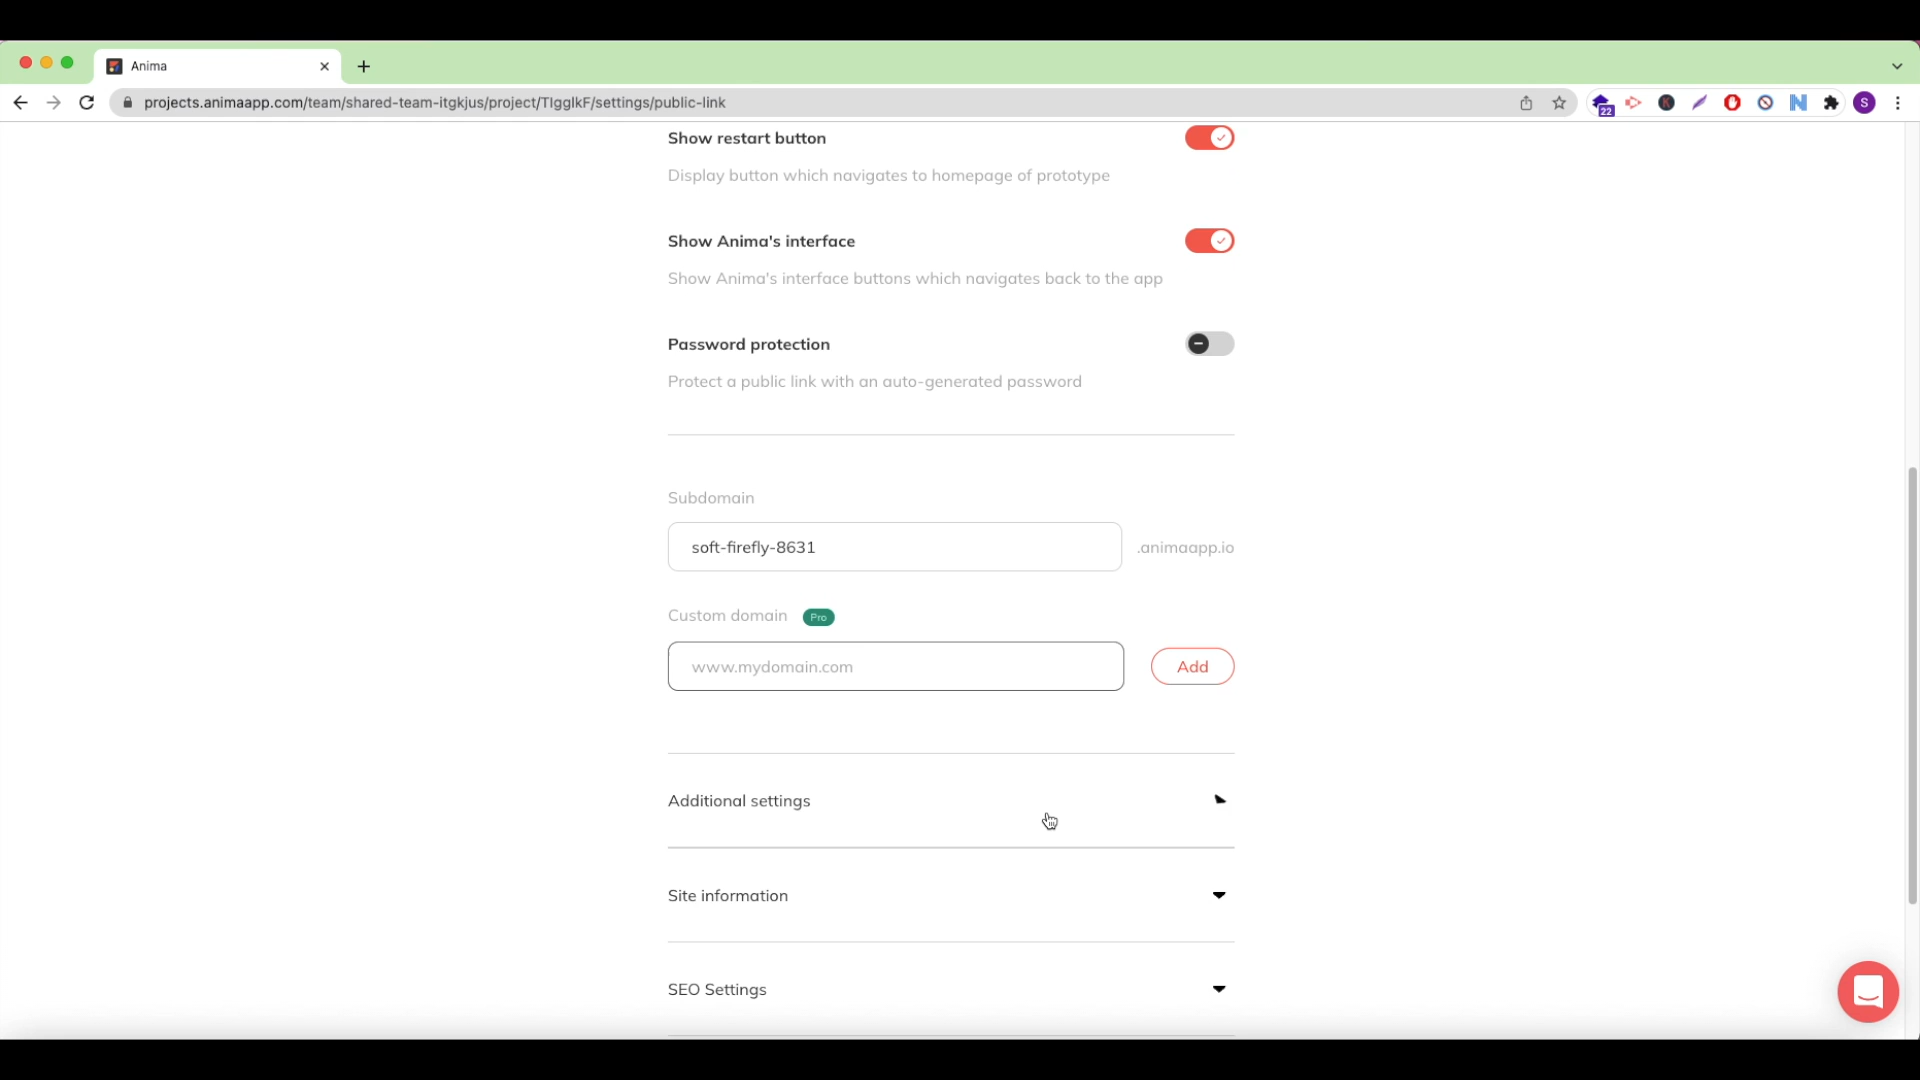 Anima
projects.animaapp.com/team/shared-team-itgkjus/project/TIgglkF/settings/public-link
22
S
Show restart button
Display button which navigates to homepage of prototype
Show Anima's interface
Show Anima's interface buttons which navigates back to the app
Password protection
Protect a public link with an auto-generated password
Subdomain
soft-firefly-8631 .animaapp.io
Custom domain Pro
www.mydomain.com Add
Additional settings
Site information
SEO Settings